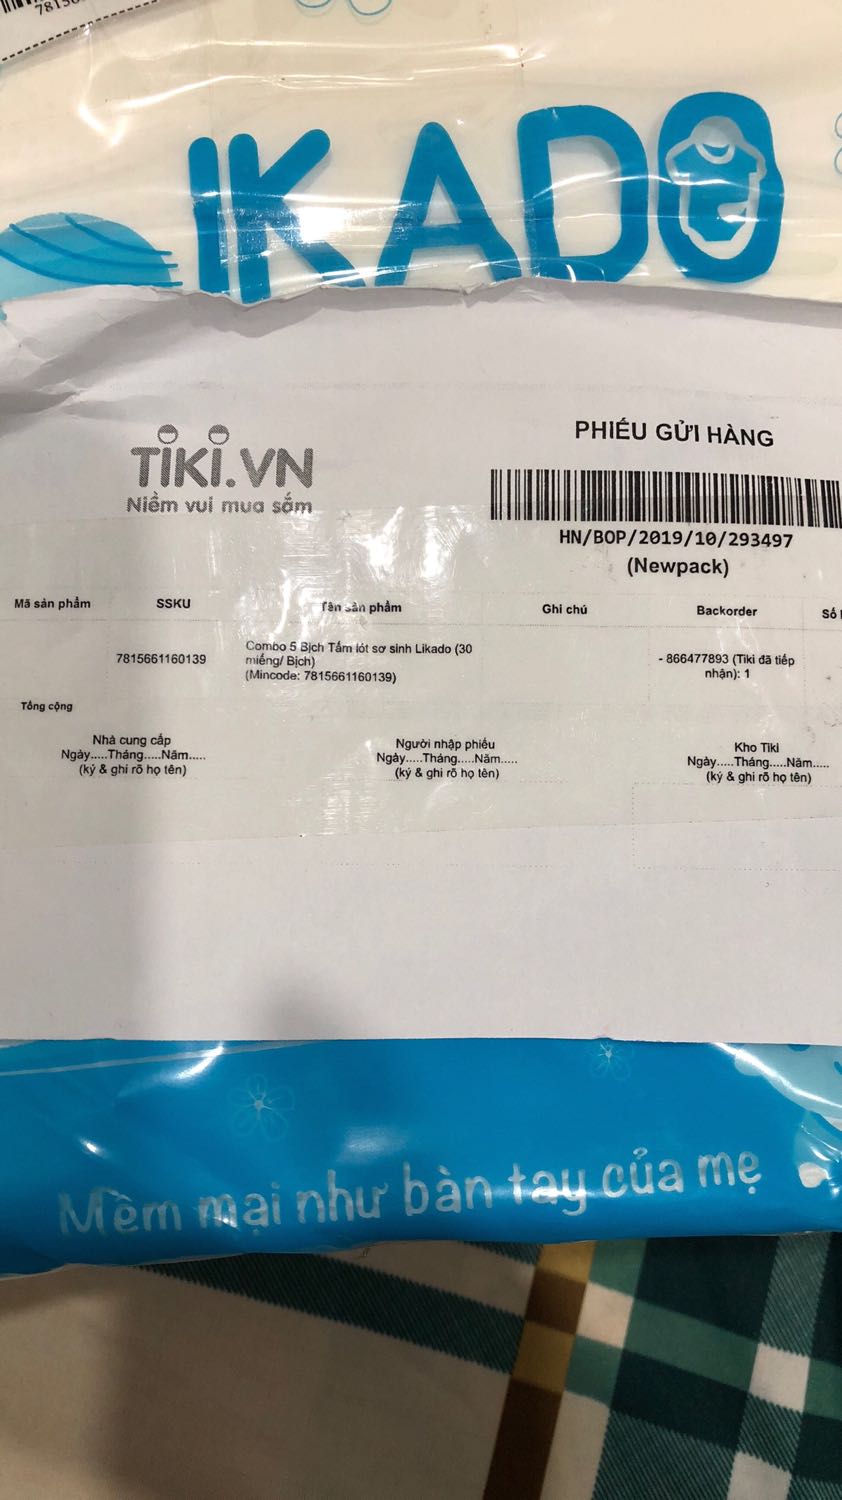 IKADO
TIKI.VN
Niềm vui mua sắm
PHIẾU GỬI HÀNG
HN/BOP/2019/10/293497
(Newpack)
Mã sản phẩm SSKU Tên sản phẩm Ghi chú Backorder Số
7815661160139 Combo 5 Bịch Tấm lót sơ sinh Likado (30
miếng/ Bịch)
(Mincode: 7815661160139)
- 866477893 (Tiki đã tiếp
nhận): 1
Tổng cộng
Nhà cung cấp
Ngày.....Tháng.....Năm.....
(ký & ghi rõ họ tên)
Người nhập phiếu
Ngày.....Tháng.....Năm.....
(ký & ghi rõ họ tên)
Kho Tiki
Ngày.....Tháng.....Năm.....
(ký & ghi rõ họ tên)
Mềm mại như bàn tay của mẹ